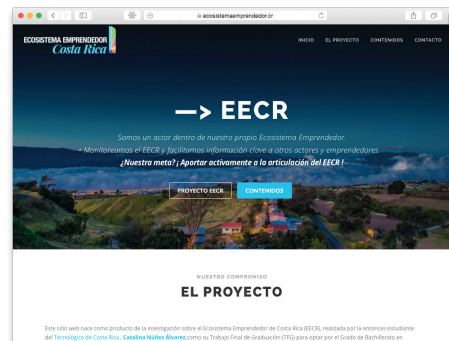 ecosistemaemprendedor.cr
ECOSISTEMA EMPRENDEDOR
Costa Rica
INICIO EL PROYECTO CONTENIDOS CONTACTO
—> EECR
Somos un actor dentro de nuestro propio Ecosistema Emprendedor.
+ Monitoreamos el EECR y facilitamos información clave a otros actores y emprendedores.
¿Nuestra meta? ¡ Aportar activamente a la articulación del EECR !
PROYECTO EECR CONTENIDOS
NUESTRO COMPROMISO
EL PROYECTO
Este sitio web nace como producto de la investigación sobre el Ecosistema Emprendedor de Costa Rica (EECR), realizada por la entonces estudiante
del Tecnológico de Costa Rica,, Catalina Núñez Álvarez,como su Trabajo Final de Graduación (TFG) para optar por el Grado de Bachillerato en